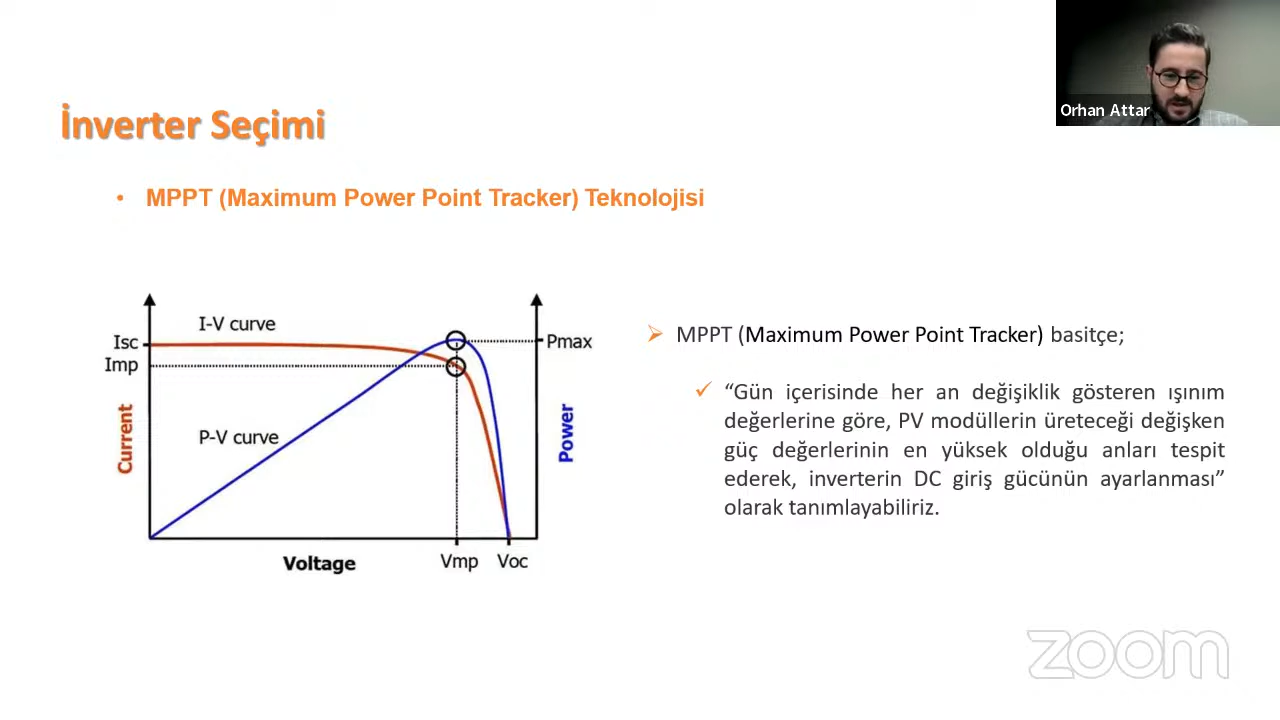 Orhan Attar
İnverter Seçimi
• MPPT (Maximum Power Point Tracker) Teknolojisi
I-V curve
Isc
Imp
Pmax
P-V curve
Current
Power
Voltage
Vmp
Voc
MPPT (Maximum Power Point Tracker) basitçe;
“Gün içerisinde her an değişiklik gösteren ışınım
değerlerine göre, PV modüllerin üreteceği değişken
güç değerlerinin en yüksek olduğu anları tespit
ederek, inverterin DC giriş gücünün ayarlanması”
olarak tanımlayabiliriz.
zoom